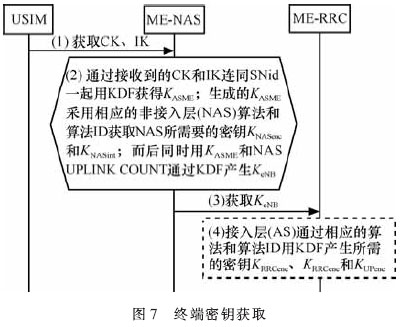 USIM
ME-NAS
ME-RRC
(1) 获取CK、IK
(2) 通过接收到的CK和IK连同SNid
一起用KDF获得KASME；生成的KASME
采用相应的非接入层(NAS)算法和
算法ID获取NAS所需要的密钥KNASenc
和KNASint；而后同时用KASME和NAS
UPLINK COUNT通过KDF产生KeNB
(3)获取KeNB
(4)接入层(AS)通过相应的算
法和算法ID用KDF产生所需
的密钥KRRCenc、KRRCenc和KUPenc
图 7 终端密钥获取